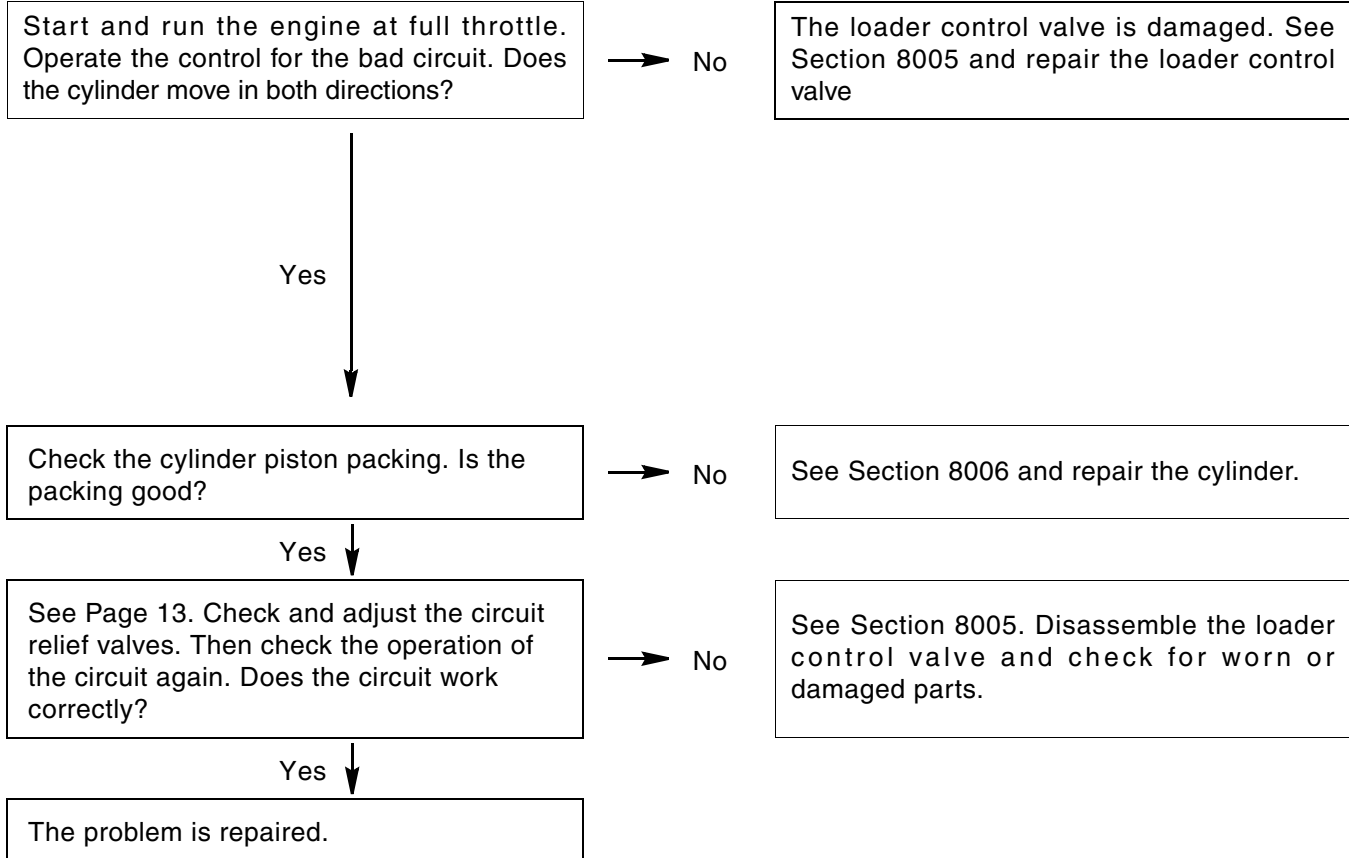 Start and run the engine at full throttle.
Operate the control for the bad circuit. Does
the cylinder move in both directions?
No
The loader control valve is damaged. See
Section 8005 and repair the loader control
valve
Yes
Check the cylinder piston packing. Is the
packing good?
No
See Section 8006 and repair the cylinder.
Yes
See Page 13. Check and adjust the circuit
relief valves. Then check the operation of
the circuit again. Does the circuit work
correctly?
No
See Section 8005. Disassemble the loader
control valve and check for worn or
damaged parts.
Yes
The problem is repaired.